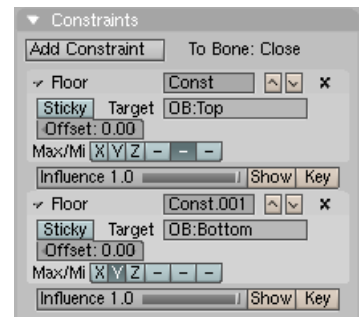 Constraints
Add Constraint To Bone: Close
Floor Const x
Sticky Target OB:Top
Offset: 0.00
Max/Mi X Y Z - - -
Influence 1.0 Show Key
Floor Const.001 x
Sticky Target OB:Bottom
Offset: 0.00
Max/Mi X Y Z - - -
Influence 1.0 Show Key